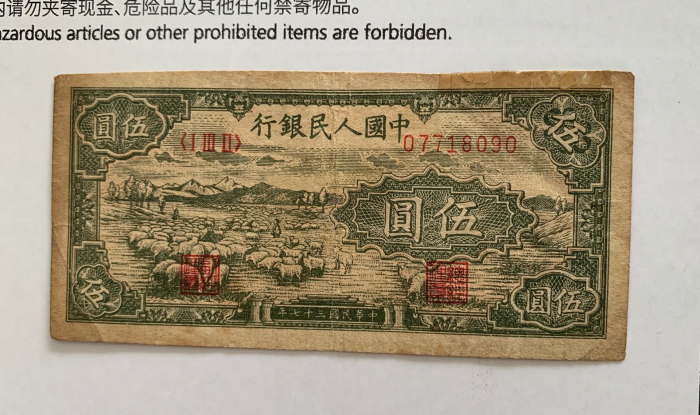 内请勿夹寄现金、危险品及其他任何禁寄物品。
azardous articles or other prohibited items are forbidden.
行銀民人國中
圓伍
〈I III II〉
07718090
伍
圓伍
伍
圓伍
年七十三國民華中